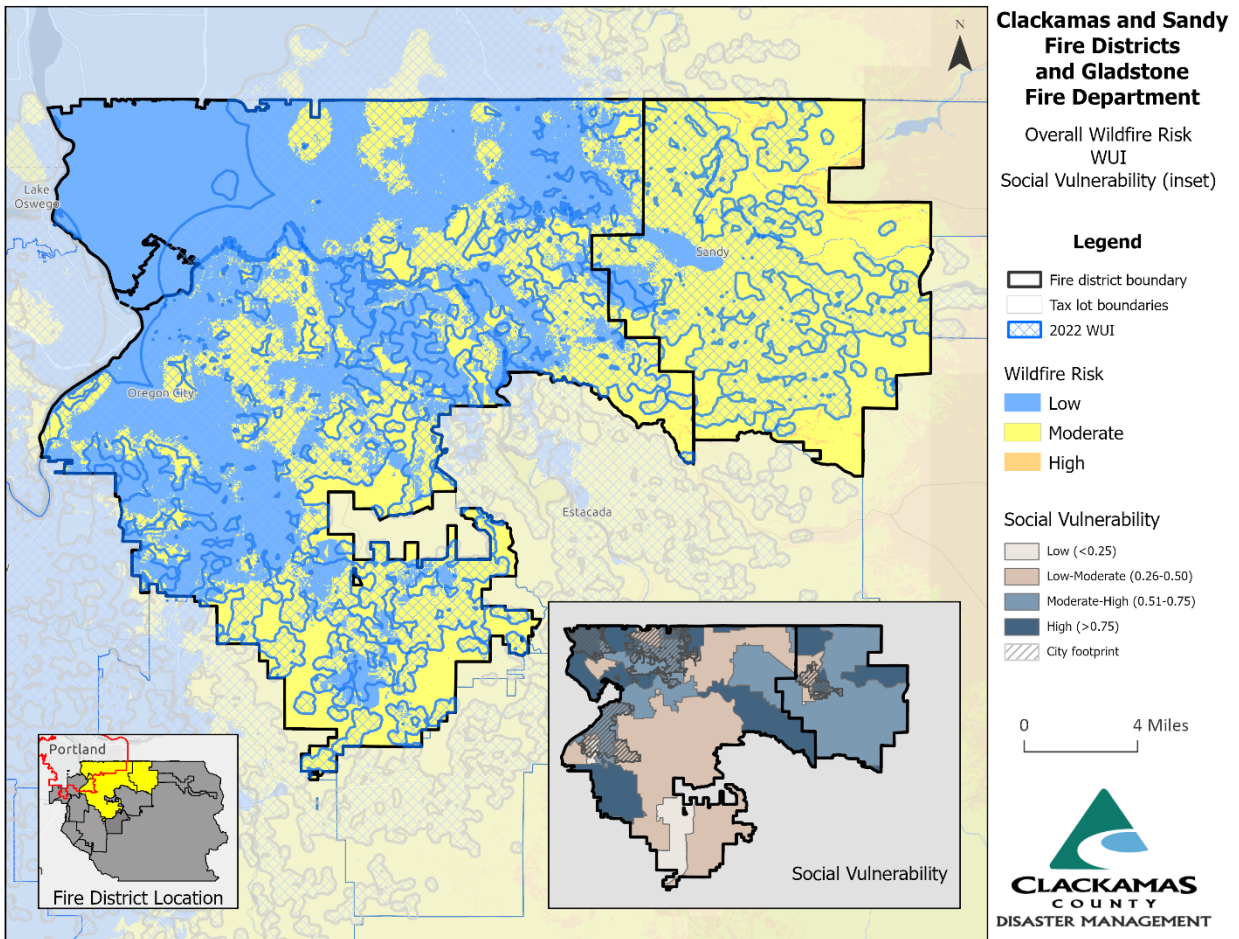 Clackamas and Sandy
Fire Districts
and Gladstone
Fire Department
Overall Wildfire Risk
WUI
Social Vulnerability (inset)
Legend
Fire district boundary
Tax lot boundaries
2022 WUI
Wildfire Risk
Low
Moderate
High
Social Vulnerability
Low (<0.25)
Low-Moderate (0.26-0.50)
Moderate-High (0.51-0.75)
High (>0.75)
City footprint
0 4 Miles
CLACKAMAS
COUNTY
DISASTER MANAGEMENT
N
Lake
Oswego
Sandy
Oregon City
Estacada
Portland
Fire District Location
Social Vulnerability